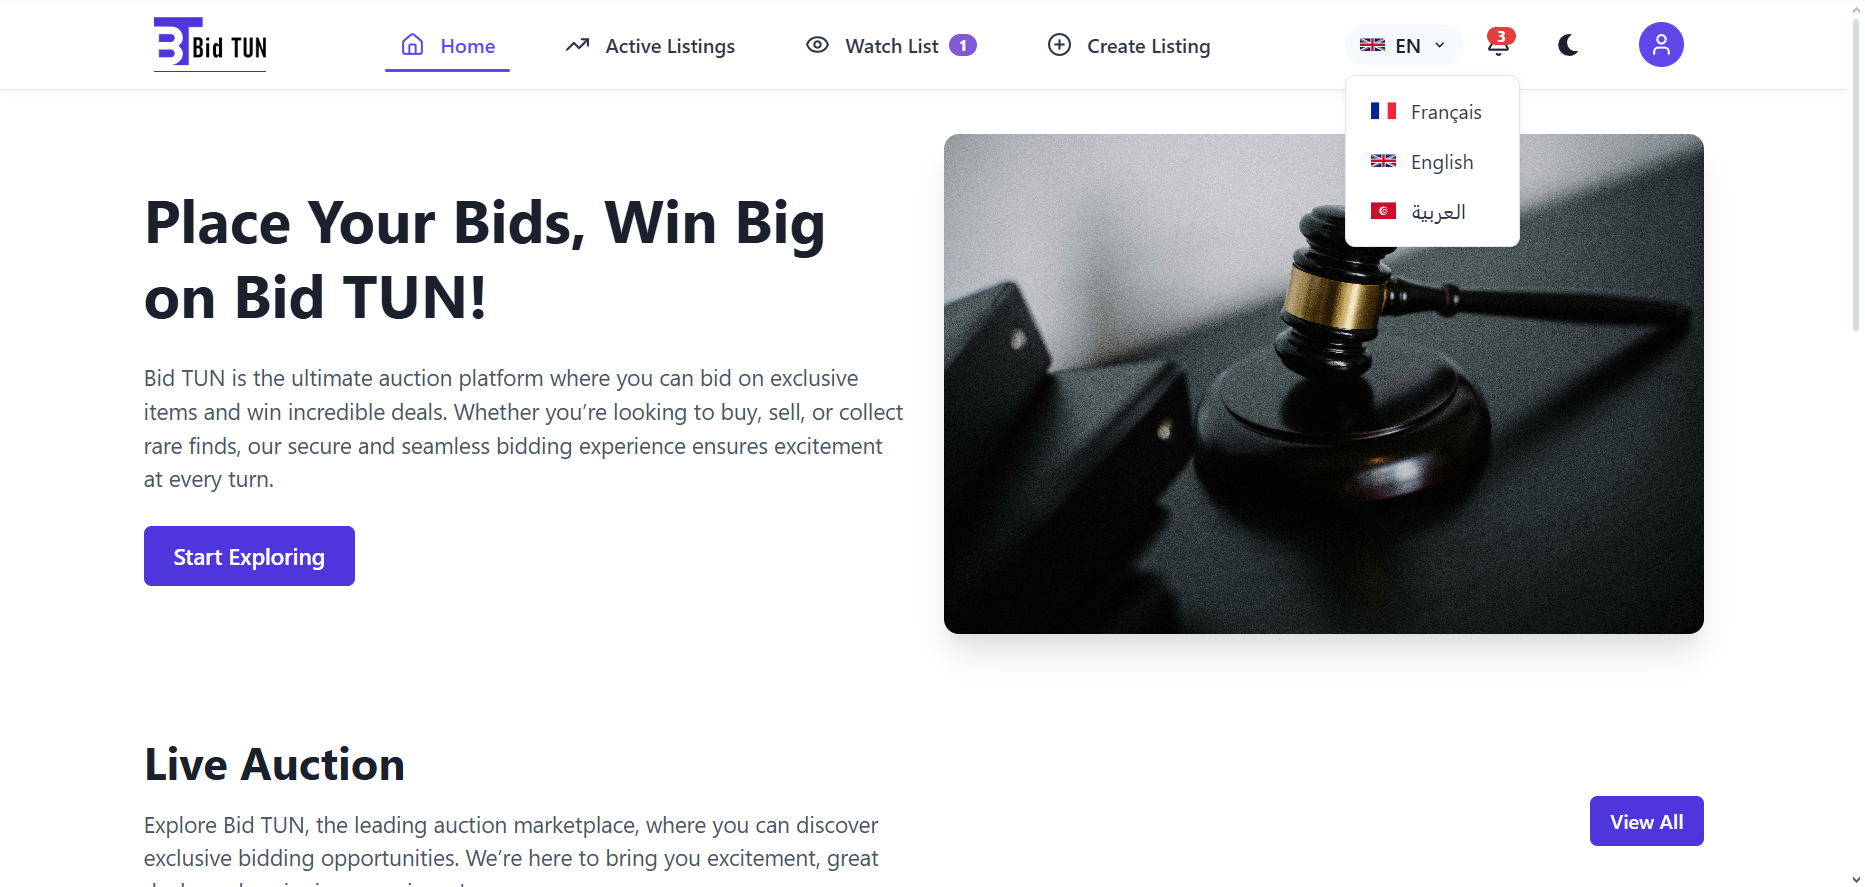 Bid TUN
Home
Active Listings
Watch List 1
Create Listing
EN
3
Français
English
العربية
Place Your Bids, Win Big
on Bid TUN!
Bid TUN is the ultimate auction platform where you can bid on exclusive
items and win incredible deals. Whether you’re looking to buy, sell, or collect
rare finds, our secure and seamless bidding experience ensures excitement
at every turn.
Start Exploring
Live Auction
Explore Bid TUN, the leading auction marketplace, where you can discover
exclusive bidding opportunities. We’re here to bring you excitement, great
View All